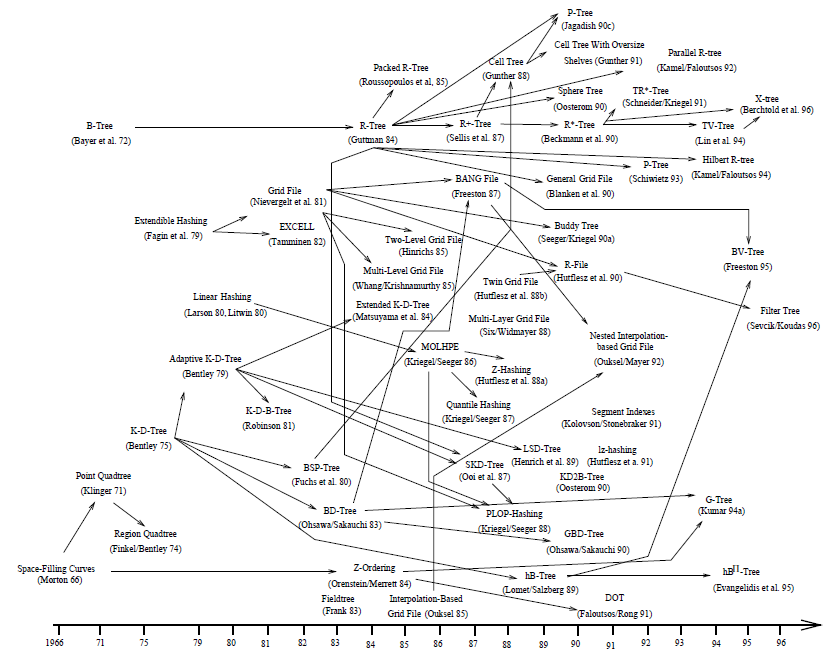 P-Tree
(Jagadish 90c)
Cell Tree With Oversize
Shelves (Gunther 91)
Parallel R-tree
(Kamel/Faloutsos 92)
Packed R-Tree
(Roussopoulos et al, 85)
Cell Tree
(Gunther 88)
Sphere Tree
(Oosterom 90)
TR*-Tree
(Schneider/Kriegel 91)
X-tree
(Berchtold et al. 96)
B-Tree
(Bayer et al. 72)
R-Tree
(Guttman 84)
R+-Tree
(Sellis et al. 87)
R*-Tree
(Beckmann et al. 90)
TV-Tree
(Lin et al. 94)
P-Tree
(Schiwietz 93)
Hilbert R-tree
(Kamel/Faloutsos 94)
Grid File
(Nievergelt et al. 81)
BANG File
(Freeston 87)
General Grid File
(Blanken et al. 90)
Extendible Hashing
(Fagin et al. 79)
EXCELL
(Tamminen 82)
Two-Level Grid File
(Hinrichs 85)
Buddy Tree
(Seeger/Kriegel 90a)
BV-Tree
(Freeston 95)
Multi-Level Grid File
(Whang/Krishnamurthy 85)
R-File
(Hutflesz et al. 90)
Twin Grid File
(Hutflesz et al. 88b)
Linear Hashing
(Larson 80, Litwin 80)
Extended K-D-Tree
(Matsuyama et al. 84)
Multi-Layer Grid File
(Six/Widmayer 88)
Filter Tree
(Sevcik/Koudas 96)
Nested Interpolation-
based Grid File
(Ouksel/Mayer 92)
MOLHPE
(Kriegel/Seeger 86)
Adaptive K-D-Tree
(Bentley 79)
Z-Hashing
(Hutflesz et al. 88a)
K-D-B-Tree
(Robinson 81)
Quantile Hashing
(Kriegel/Seeger 87)
Segment Indexes
(Kolovson/Stonebraker 91)
K-D-Tree
(Bentley 75)
LSD-Tree
(Henrich et al. 89)
lz-hashing
(Hutflesz et a. 91)
BSP-Tree
(Fuchs et al. 80)
SKD-Tree
(Ooi et al. 87)
KD2B-Tree
(Oosterom 90)
Point Quadtree
(Klinger 71)
G-Tree
(Kumar 94a)
BD-Tree
(Ohsawa/Sakauchi 83)
PLOP-Hashing
(Kriegel/Seeger 88)
Region Quadtree
(Finkel/Bentley 74)
GBD-Tree
(Ohsawa/Sakauchi 90)
Space-Filling Curves
(Morton 66)
Z-Ordering
(Orenstein/Merrett 84)
hB-Tree
(Lomet/Salzberg 89)
hBΠ-Tree
(Evangelidis et al. 95)
Fieldtree
(Frank 83)
Interpolation-Based
Grid File (Ouksel 85)
DOT
(Faloutsos/Rong 91)
1966 71 75 79 80 81 82 83 84 85 86 87 88 89 90 91 92 93 94 95 96